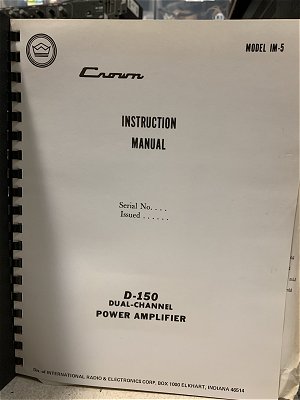 MODEL IM-5
Crown
INSTRUCTION
MANUAL
Serial No. . . .
Issued . . . . . .
D-150
DUAL-CHANNEL
POWER AMPLIFIER
Div. of INTERNATIONAL RADIO & ELECTRONICS CORP. BOX 1000 ELKHART, INDIANA 46514